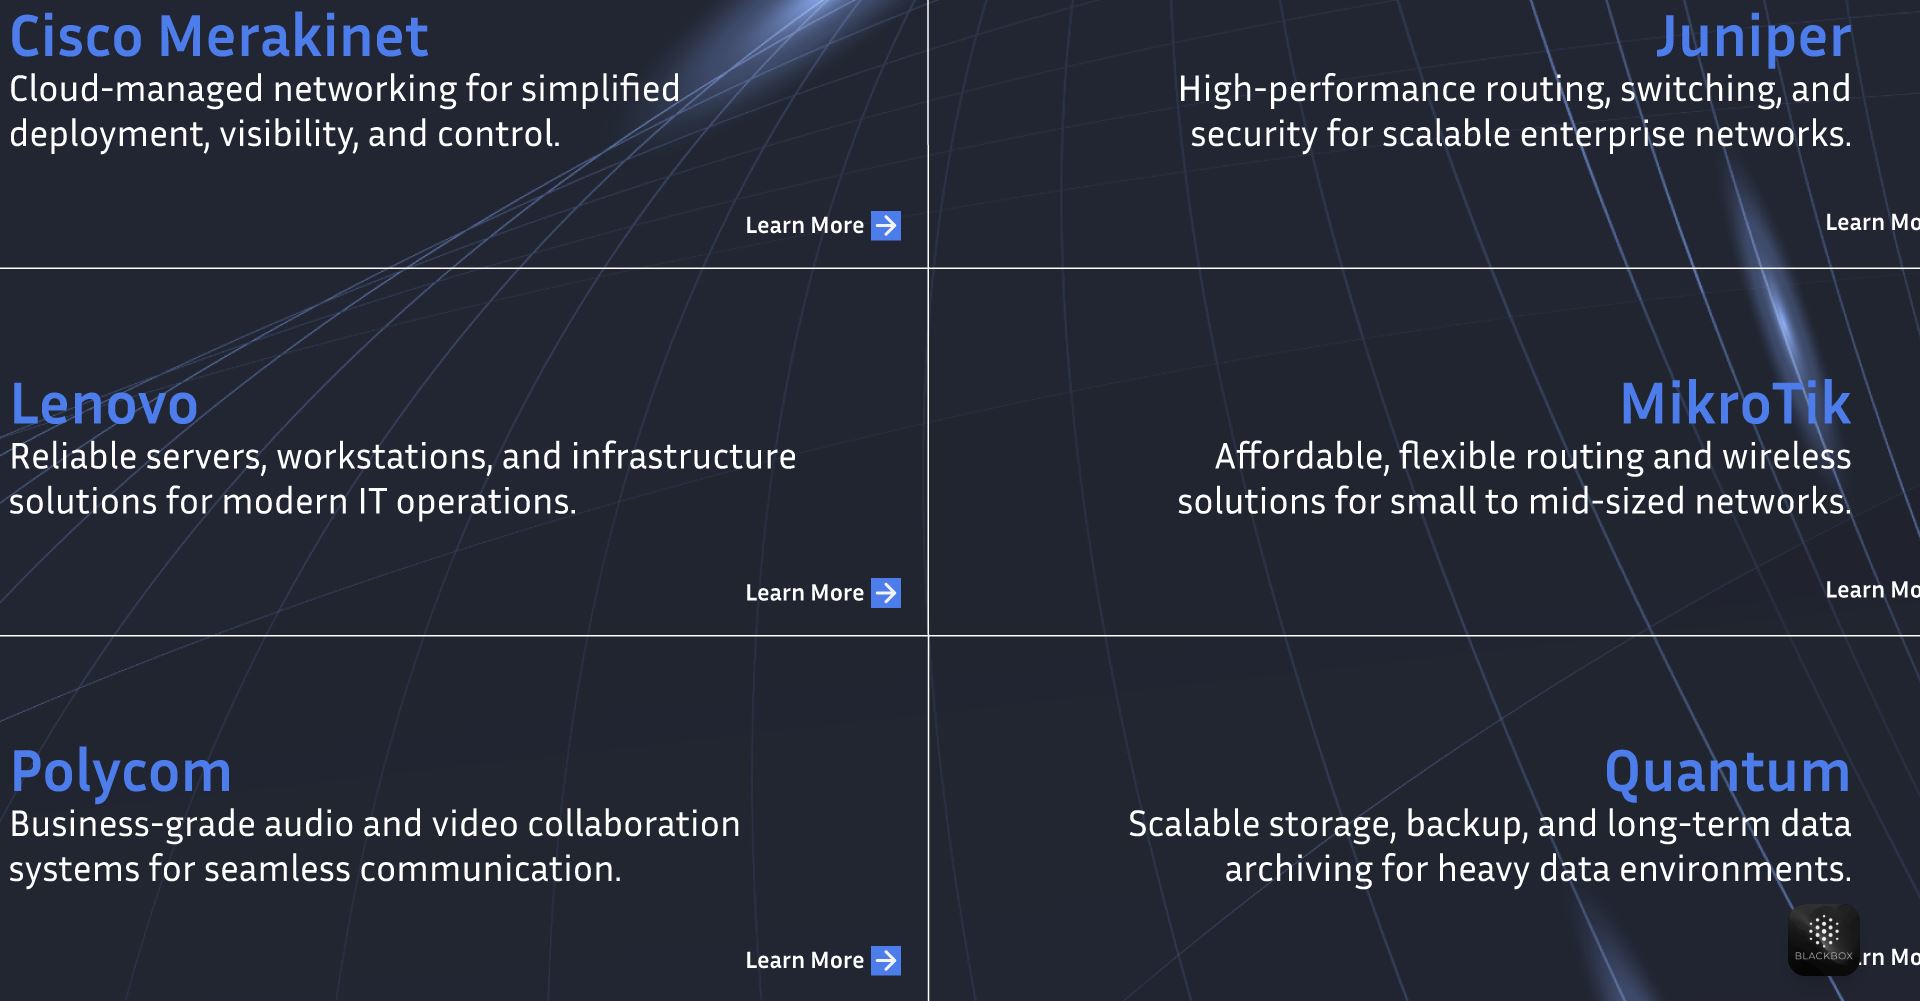 Cisco Merakinet
Cloud-managed networking for simplified
deployment, visibility, and control.
Learn More
Juniper
High-performance routing, switching, and
security for scalable enterprise networks.
Learn Mo
Lenovo
Reliable servers, workstations, and infrastructure
solutions for modern IT operations.
Learn More
MikroTik
Affordable, flexible routing and wireless
solutions for small to mid-sized networks.
Learn Mo
Polycom
Business-grade audio and video collaboration
systems for seamless communication.
Learn More
Quantum
Scalable storage, backup, and long-term data
archiving for heavy data environments.
BLACKBOX
rn Mo